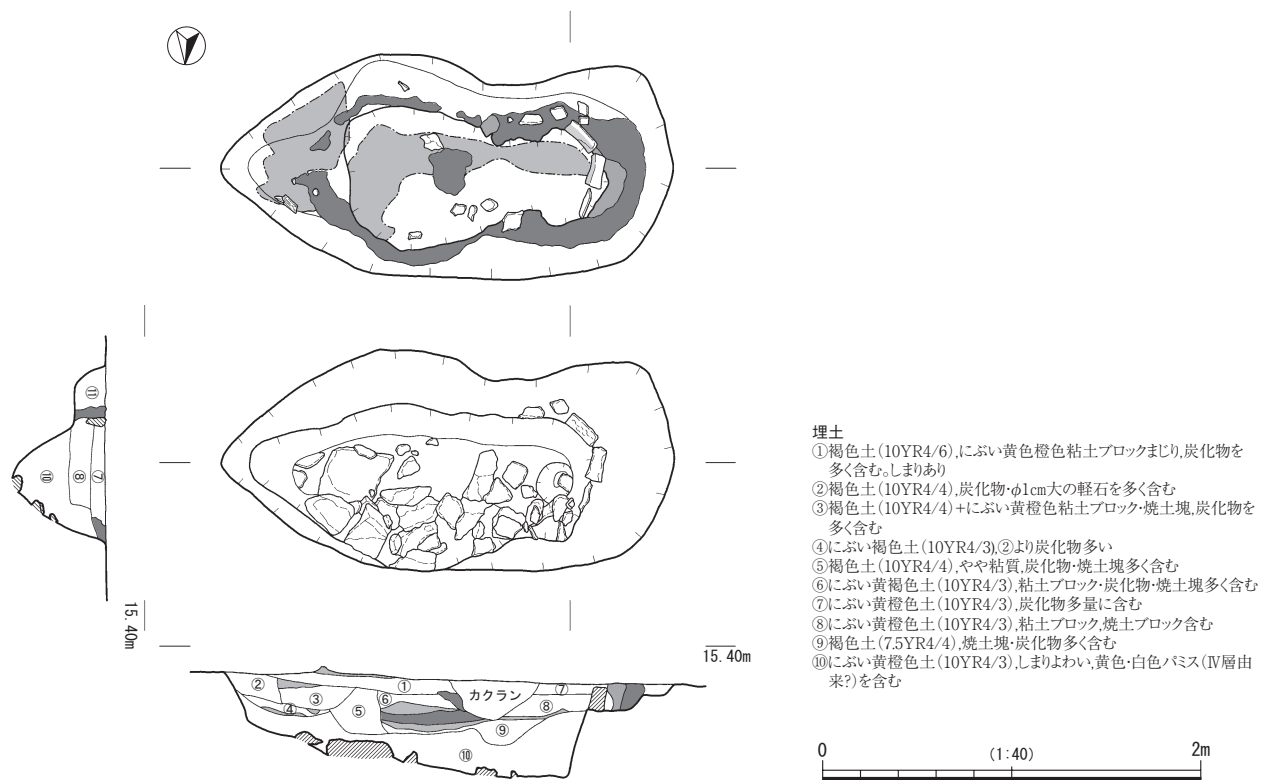 ⑪
⑩
⑧
⑦
15.40m
15.40m
①
②
③
④
⑤
⑥
カクラン
⑦
⑧
⑨
⑩
埋土
①褐色土(10YR4/6),にぶい黄色橙色粘土ブロックまじり,炭化物を
多く含む。しまりあり
②褐色土(10YR4/4),炭化物・φ1cm大の軽石を多く含む
③褐色土(10YR4/4)+にぶい黄橙色粘土ブロック・焼土塊,炭化物を
多く含む
④にぶい褐色土(10YR4/3),②より炭化物多い
⑤褐色土(10YR4/4),やや粘質,炭化物・焼土塊多く含む
⑥にぶい黄褐色土(10YR4/3),粘土ブロック・炭化物・焼土塊多く含む
⑦にぶい黄橙色土(10YR4/3),炭化物多量に含む
⑧にぶい黄橙色土(10YR4/3),粘土ブロック,焼土ブロック含む
⑨褐色土(7.5YR4/4),焼土塊・炭化物多く含む
⑩にぶい黄橙色土(10YR4/3),しまりよわい,黄色・白色パミス(Ⅳ層由
来?)を含む
0 (1:40) 2m